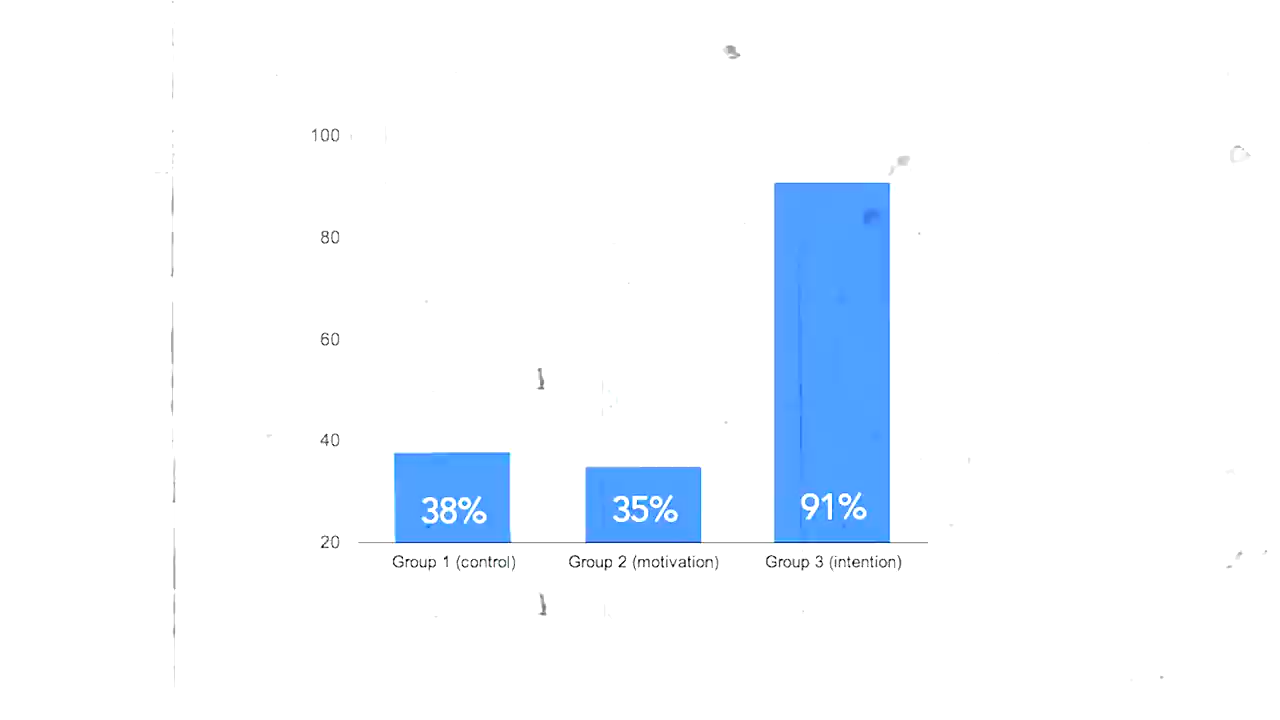 100
80
60
40
20
38%
35%
91%
Group 1 (control)
Group 2 (motivation)
Group 3 (intention)